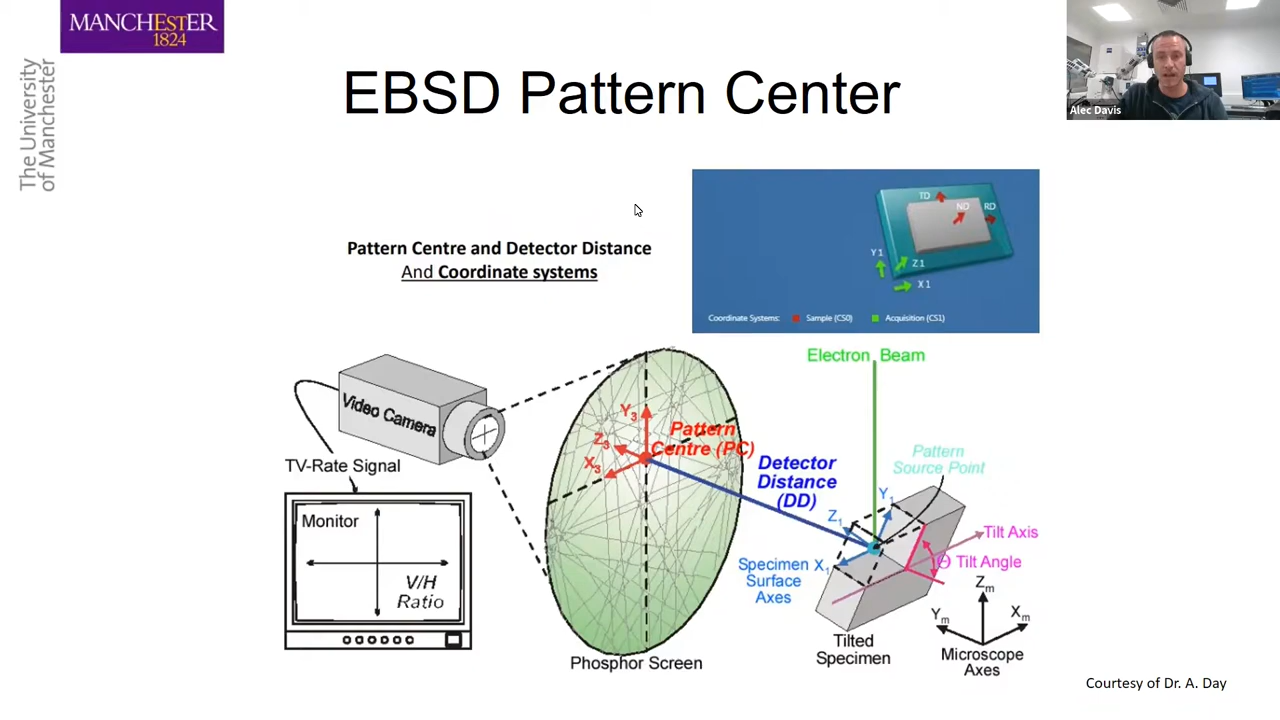 MANCHESTER
1824
The University
of Manchester
EBSD Pattern Center
Alec Davis
Pattern Centre and Detector Distance
And Coordinate systems
TD
ND
RD
Y1
Z1
X1
Coordinate Systems: Sample (CS0) Acquisition (CS1)
Video Camera
TV-Rate Signal
Monitor
V/H
Ratio
Y3
Z3
X3
Pattern
Centre (PC)
Phosphor Screen
Electron Beam
Detector
Distance
(DD)
Pattern
Source Point
Y1
Z1
X1
Specimen
Surface
Axes
Tilt Axis
Θ Tilt Angle
Tilted
Specimen
Zm
Ym
Xm
Microscope
Axes
Courtesy of Dr. A. Day